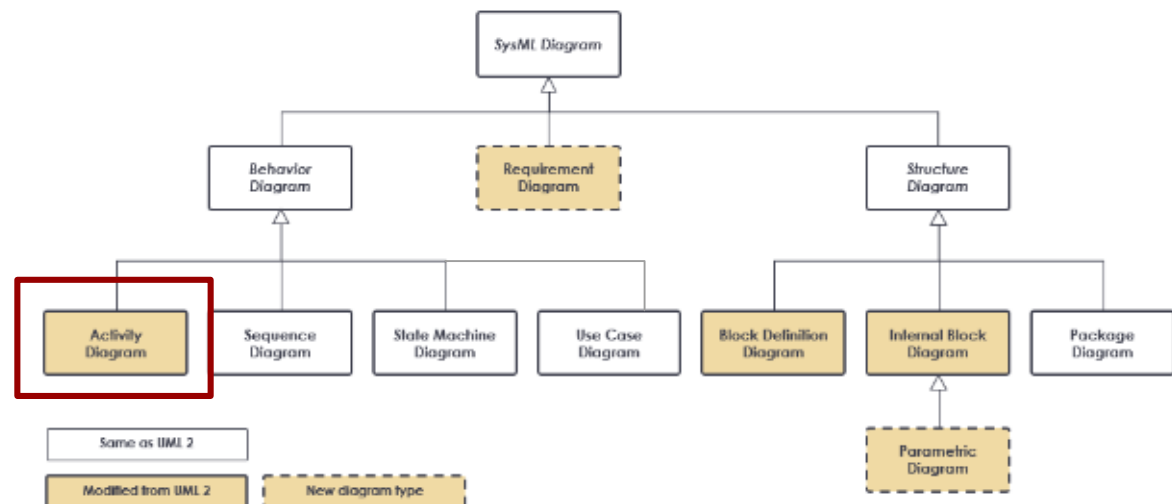 SysML Diagram
Behavior
Diagram
Requirement
Diagram
Structure
Diagram
Activity
Diagram
Sequence
Diagram
State Machine
Diagram
Use Case
Diagram
Block Definition
Diagram
Internal Block
Diagram
Package
Diagram
Parametric
Diagram
Same as UML 2
Modified from UML 2
New diagram type